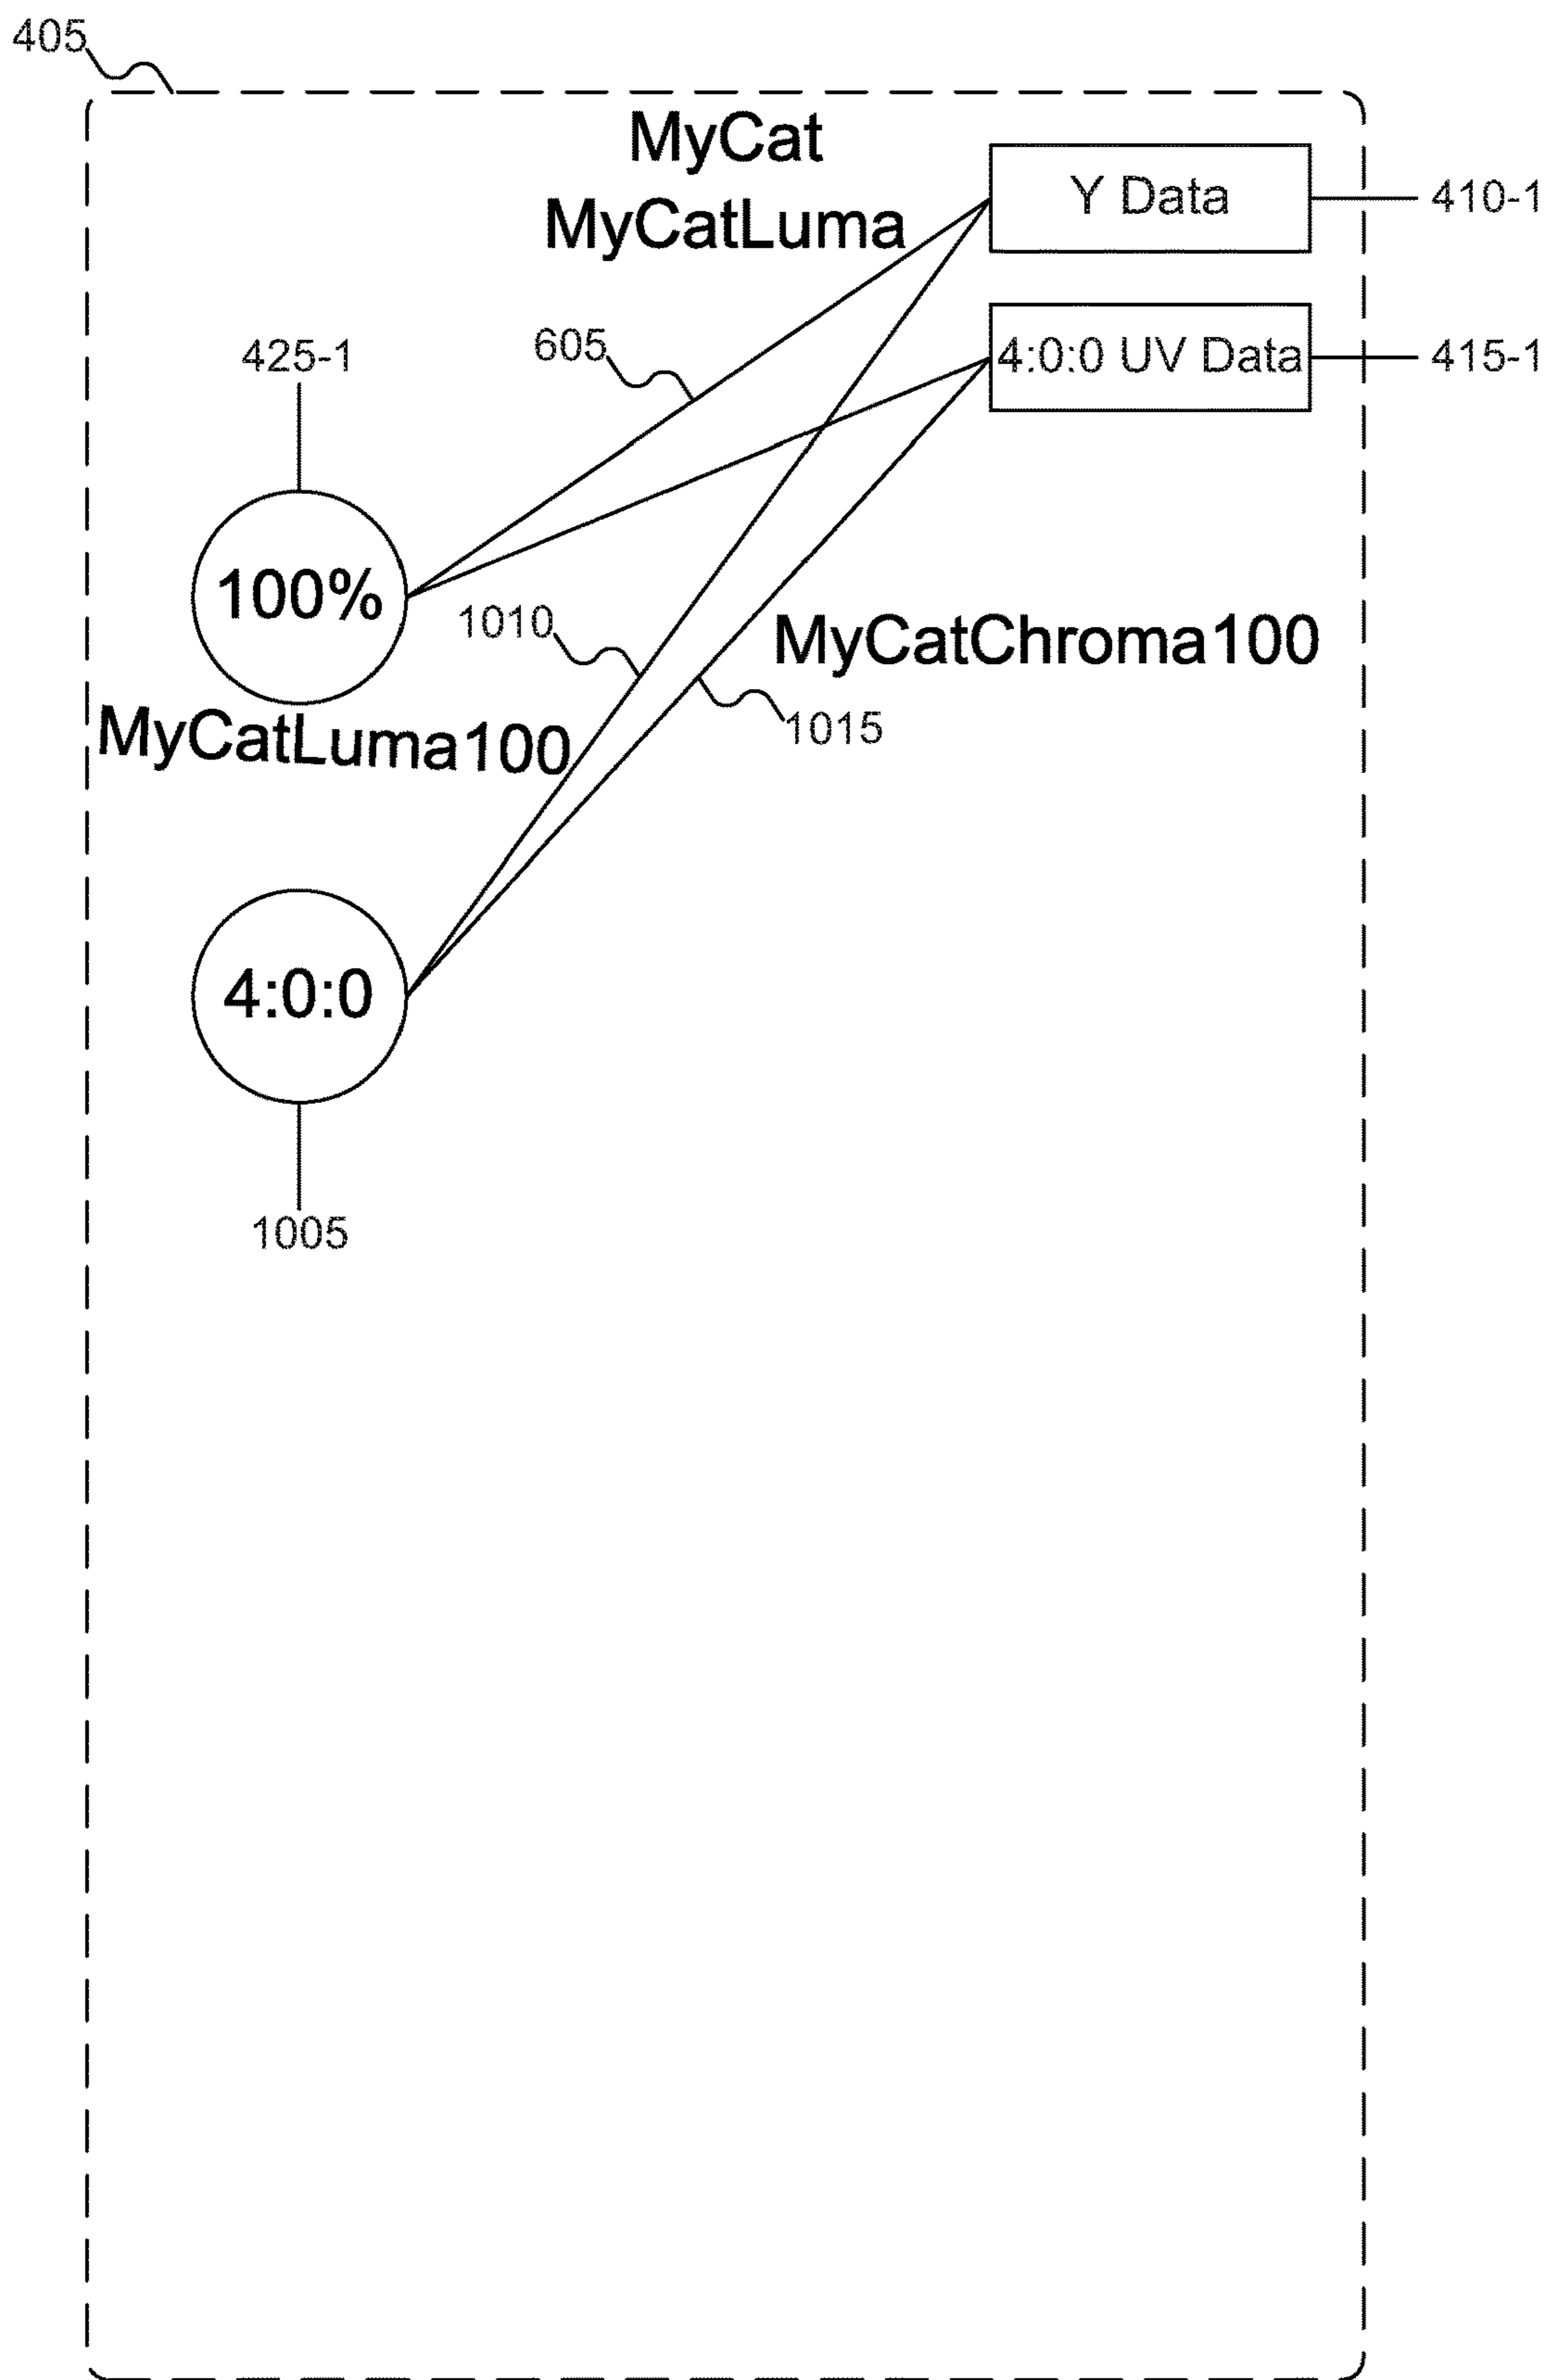 405
MyCat
MyCatLuma
Y Data
410-1
4:0:0 UV Data
415-1
605
425-1
100%
1010
MyCatChroma100
1015
MyCatLuma100
4:0:0
1005